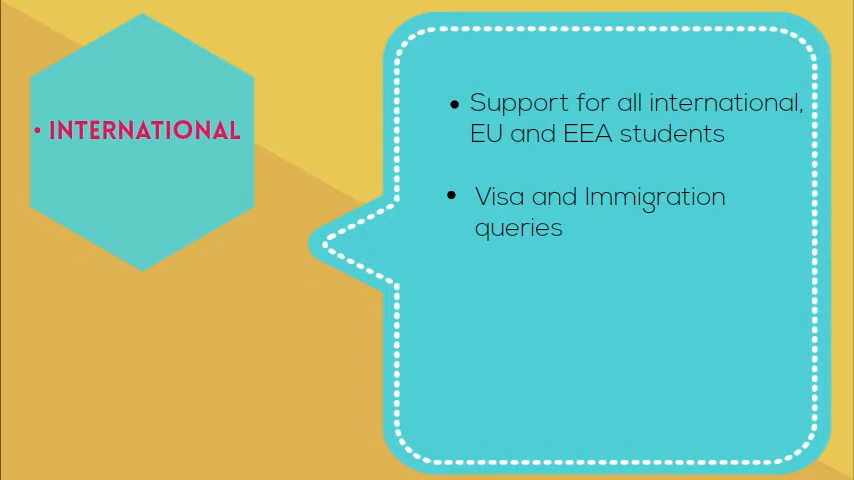 • INTERNATIONAL
• Support for all international,
EU and EEA students
• Visa and Immigration
queries